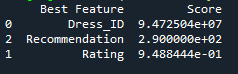 Best Feature Score
0 Dress_ID 9.472504e+07
2 Recommendation 2.900000e+02
1 Rating 9.488444e-01